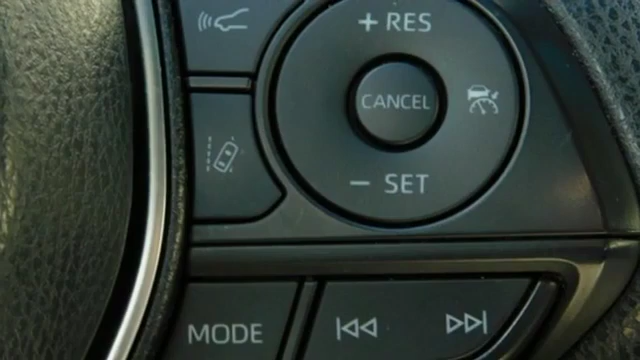 + RES
CANCEL
– SET
MODE